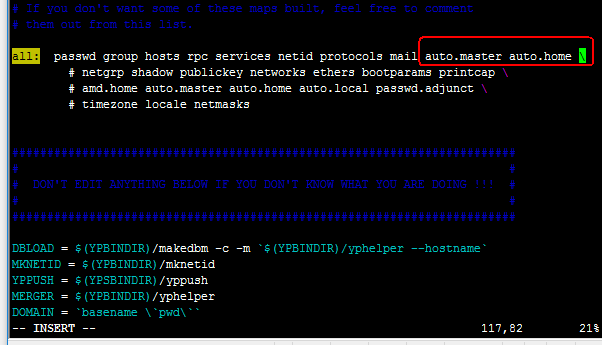 # If you don't want some of these maps built, feel free to comment
# them out from this list.
all:  passwd group hosts rpc services netid protocols mail auto.master auto.home \
# netgrp shadow publickey networks ethers bootparams printcap \
# amd.home auto.master auto.home auto.local passwd.adjunct \
# timezone locale netmasks
########################################################################
#                                                                      #
#  DON'T EDIT ANYTHING BELOW IF YOU DON'T KNOW WHAT YOU ARE DOING !!!  #
#                                                                      #
########################################################################
DBLOAD = $(YPBINDIR)/makedbm -c -m `$(YPBINDIR)/yphelper --hostname`
MKNETID = $(YPBINDIR)/mknetid
YPPUSH = $(YPSBINDIR)/yppush
MERGER = $(YPBINDIR)/yphelper
DOMAIN = `basename \`pwd\``
-- INSERT -- 117,82 21%